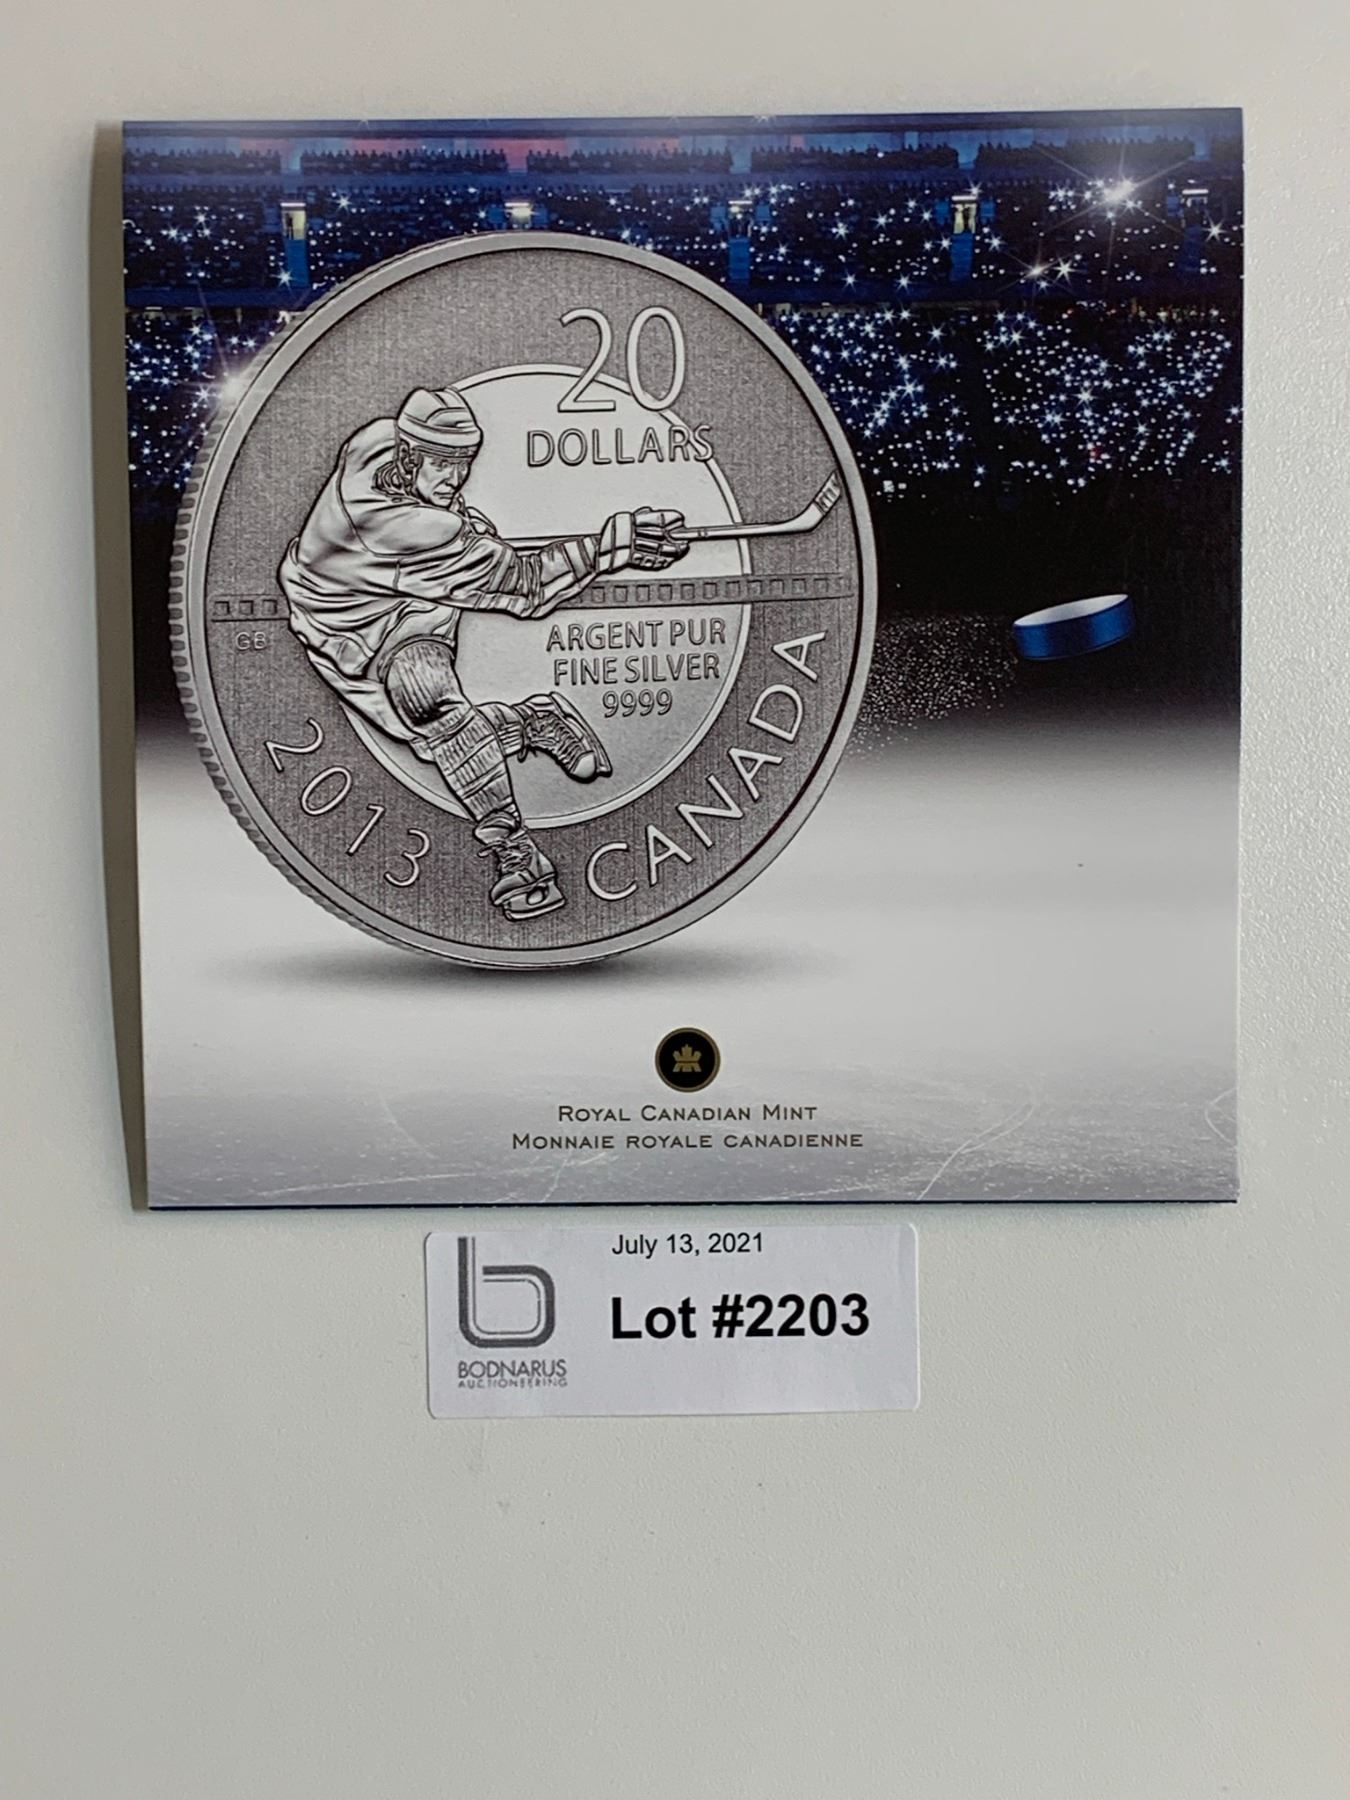 20
DOLLARS
ARGENT PUR
FINE SILVER
9999
GB
2013
CANADA
ROYAL CANADIAN MINT
MONNAIE ROYALE CANADIENNE
July 13, 2021
Lot #2203
BODNARUS
AUCTIONEERING